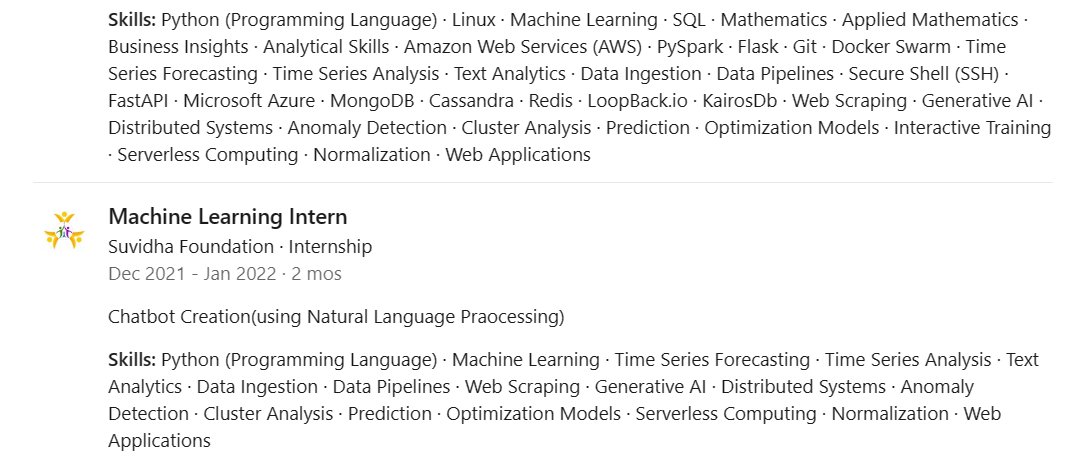 Skills: Python (Programming Language) · Linux · Machine Learning · SQL · Mathematics · Applied Mathematics ·
Business Insights · Analytical Skills · Amazon Web Services (AWS) · PySpark · Flask · Git · Docker Swarm · Time
Series Forecasting · Time Series Analysis · Text Analytics · Data Ingestion · Data Pipelines · Secure Shell (SSH) ·
FastAPI · Microsoft Azure · MongoDB · Cassandra · Redis · LoopBack.io · KairosDb · Web Scraping · Generative AI ·
Distributed Systems · Anomaly Detection · Cluster Analysis · Prediction · Optimization Models · Interactive Training
· Serverless Computing · Normalization · Web Applications
Machine Learning Intern
Suvidha Foundation · Internship
Dec 2021 - Jan 2022 · 2 mos
Chatbot Creation(using Natural Language Praocessing)
Skills: Python (Programming Language) · Machine Learning · Time Series Forecasting · Time Series Analysis · Text
Analytics · Data Ingestion · Data Pipelines · Web Scraping · Generative AI · Distributed Systems · Anomaly
Detection · Cluster Analysis · Prediction · Optimization Models · Serverless Computing · Normalization · Web
Applications